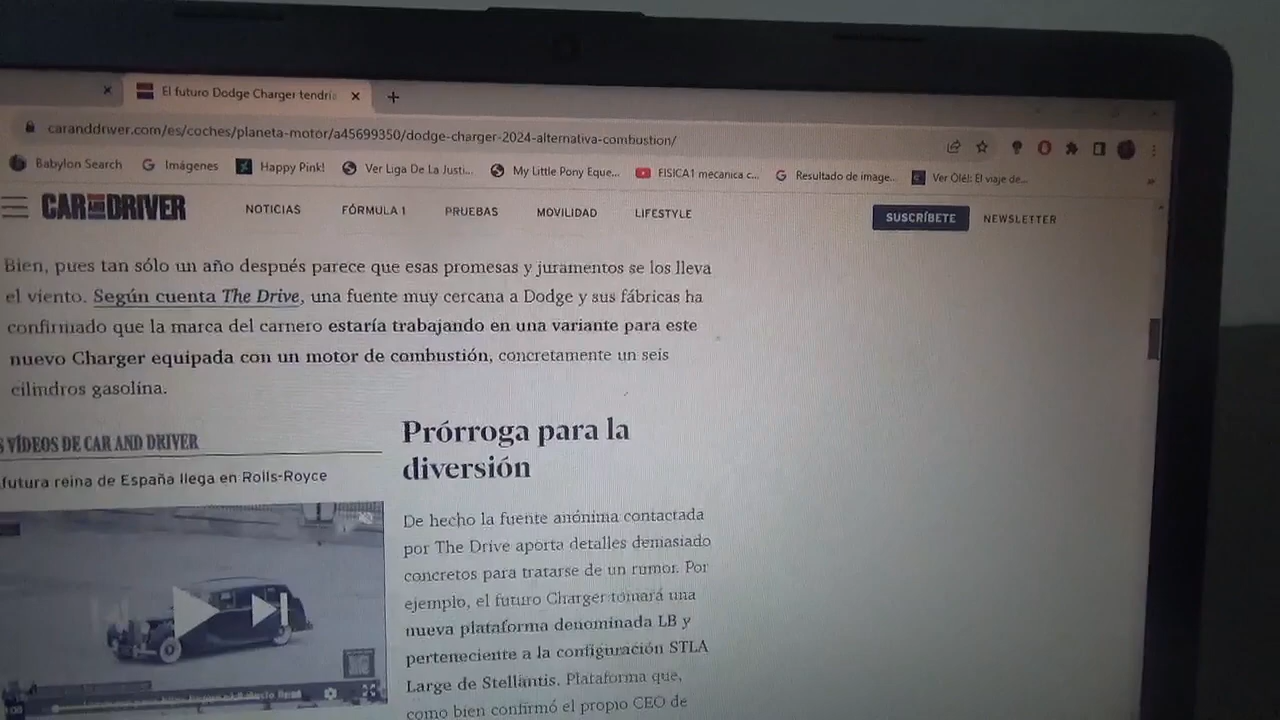 El futuro Dodge Charger tendría
caranddriver.com/es/coches/planeta-motor/a45699350/dodge-charger-2024-alternativa-combustion/
Babylon Search
Imágenes
Happy Pink!
Ver Liga De La Justi...
My Little Pony Eque...
FISICA1 mecanica c...
Resultado de image...
Ver Olé!: El viaje de...
CAR AND DRIVER
NOTICIAS
FÓRMULA 1
PRUEBAS
MOVILIDAD
LIFESTYLE
SUSCRÍBETE
NEWSLETTER
Bien, pues tan sólo un año después parece que esas promesas y juramentos se los lleva
el viento. Según cuenta The Drive, una fuente muy cercana a Dodge y sus fábricas ha
confirmado que la marca del carnero estaría trabajando en una variante para este
nuevo Charger equipada con un motor de combustión, concretamente un seis
cilindros gasolina.
S VÍDEOS DE CAR AND DRIVER
futura reina de España llega en Rolls-Royce
Prórroga para la
diversión
De hecho la fuente anónima contactada
por The Drive aporta detalles demasiado
concretos para tratarse de un rumor. Por
ejemplo, el futuro Charger tomará una
nueva plataforma denominada LB y
perteneciente a la configuración STLA
Large de Stellantis. Plataforma que,
como bien confirmó el propio CEO de